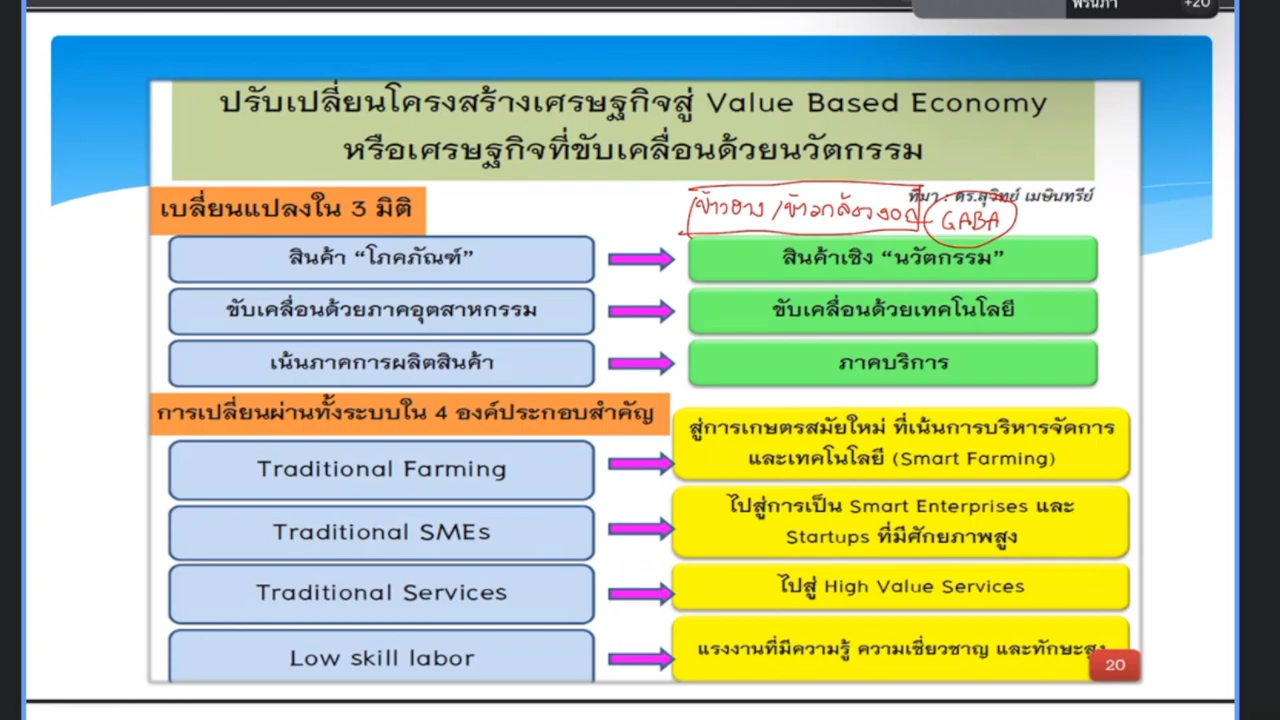 พรนภา
+20
ปรับเปลี่ยนโครงสร้างเศรษฐกิจสู่ Value Based Economy
หรือเศรษฐกิจที่ขับเคลื่อนด้วยนวัตกรรม
ที่มา : ดร.สุวิทย์ เมษินทรีย์
เบลี่ยนแปลงใน 3 มิติ
/ข้าวกล้องงอก
GABA
สินค้า “โภคภัณฑ์”
สินค้าเชิง “นวัตกรรม”
ขับเคลื่อนด้วยภาคอุตสาหกรรม
ขับเคลื่อนด้วยเทคโนโลยี
เน้นภาคการผลิตสินค้า
ภาคบริการ
การเปลี่ยนผ่านทั้งระบบใน 4 องค์ประกอบสำคัญ
Traditional Farming
สู่การเกษตรสมัยใหม่ ที่เน้นการบริหารจัดการ
และเทคโนโลยี (Smart Farming)
Traditional SMEs
ไปสู่การเป็น Smart Enterprises และ
Startups ที่มีศักยภาพสูง
Traditional Services
ไปสู่ High Value Services
Low skill labor
แรงงานที่มีความรู้ ความเชี่ยวชาญ และทักษะสูง
20